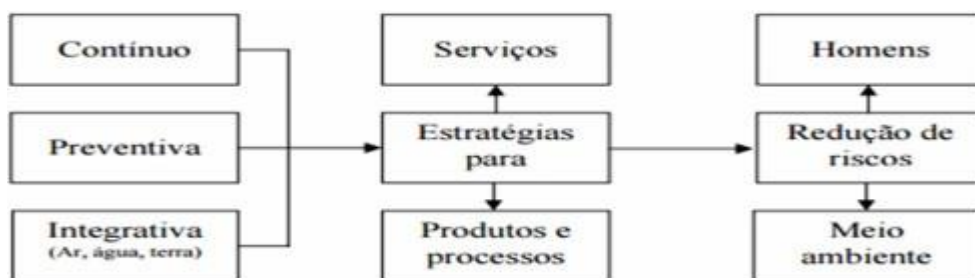 Contínuo
Serviços
Homens
Preventiva
Estratégias
para
Redução de
riscos
Integrativa
(Ar, água, terra)
Produtos e
processos
Meio
ambiente